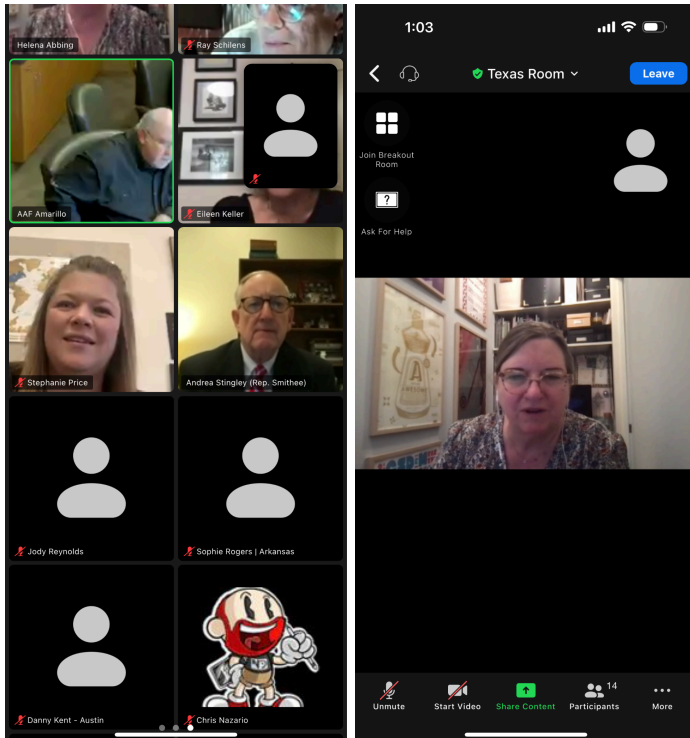 Helena Abbing
Ray Schilens
AAF Amarillo
Eileen Keller
Stephanie Price
Andrea Stingley (Rep. Smithee)
Jody Reynolds
Sophie Rogers | Arkansas
Danny Kent - Austin
Chris Nazario
1:03
Texas Room
Leave
Join Breakout
Room
?
Ask For Help
A
Unmute
Start Video
Share Content
14
Participants
More